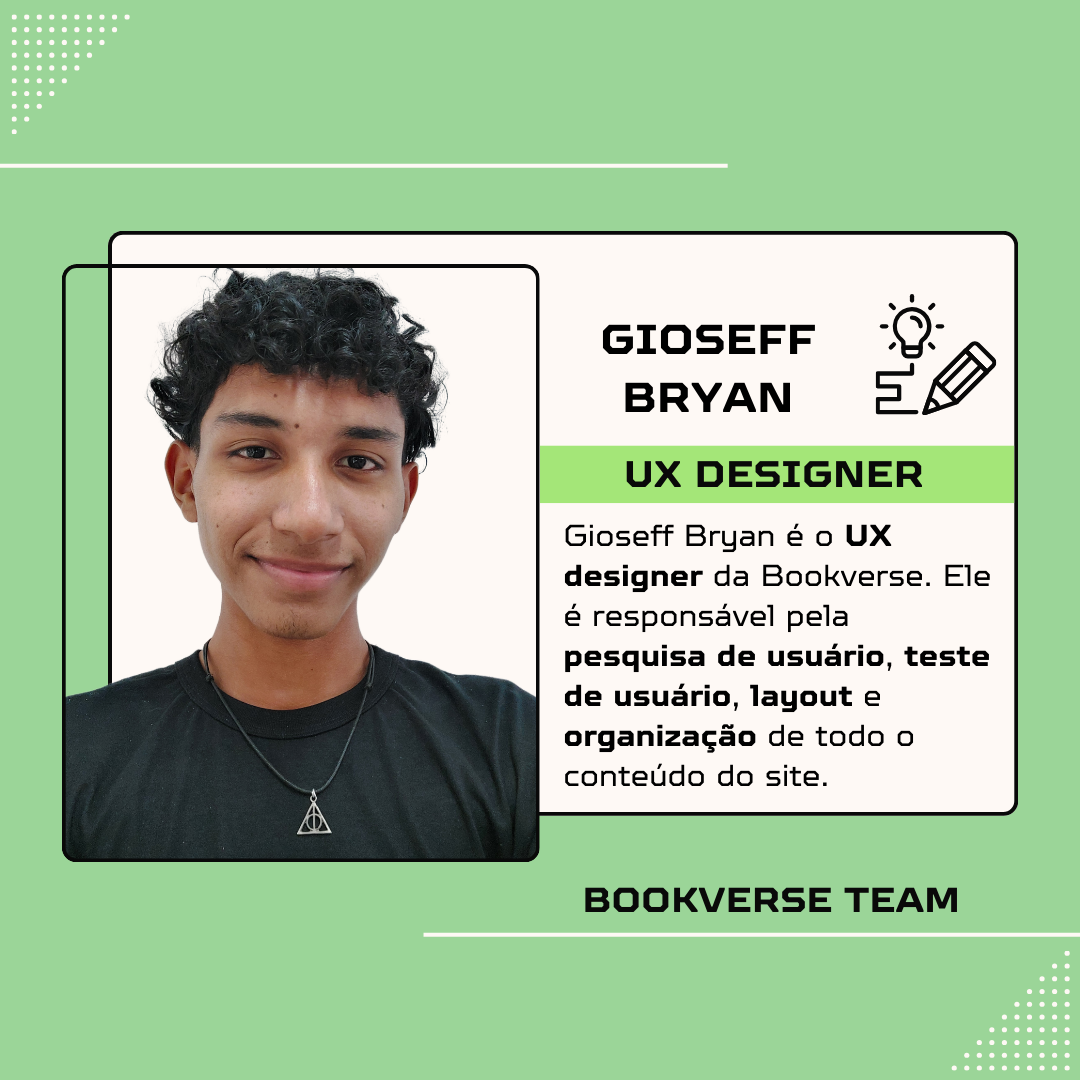 GIOSEFF
BRYAN
UX DESIGNER
Gioseff Bryan é o UX
designer da Bookverse. Ele
é responsável pela
pesquisa de usuário, teste
de usuário, layout e
organização de todo o
conteúdo do site.
BOOKVERSE TEAM